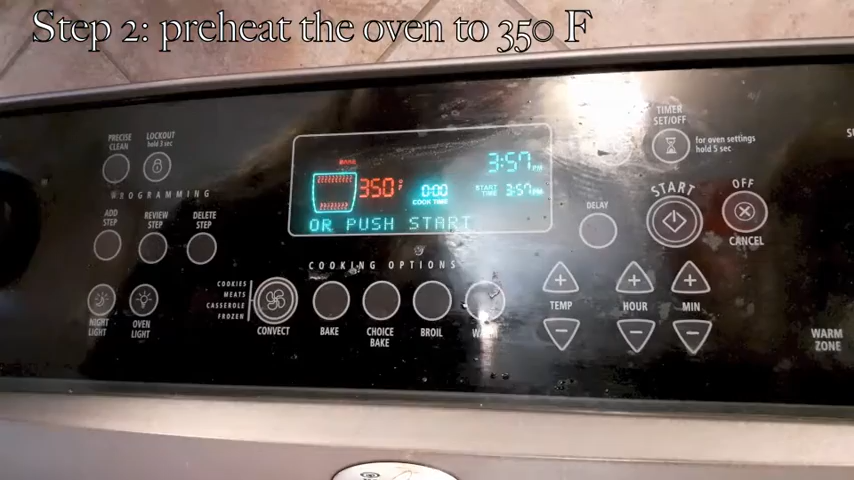 Step 2: preheat the oven to 350 F
PRECISE CLEAN
LOCKOUT
hold 3 sec
PROGRAMMING
ADD STEP
REVIEW STEP
DELETE STEP
NIGHT LIGHT
OVEN LIGHT
COOKIES
MEATS
CASSEROLE
FROZEN
CONVECT
BAKE
350°F
0:00
COOK TIME
3:57 PM
START TIME 3:57PM
OR PUSH START
COOKING OPTIONS
BAKE
CHOICE BAKE
BROIL
TIMER SET/OFF
for oven settings
hold 5 sec
DELAY
START
OFF
CANCEL
TEMP
HOUR
MIN
WARM ZONE